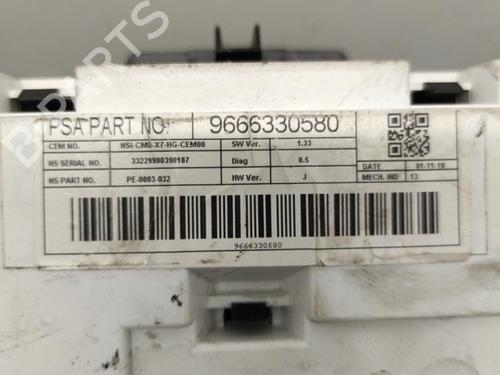 B-PARTS
PSA PART NO: 9666330580
CEM NO. NSI-CMB-X7-HG-CEM00 SW Ver. 1.33
NS SERIAL NO. 33229900390187 Diag 0.5 DATE 01-11-10
NS PART NO. PE-0003-032 HW Ver. J MECH. IND 13
9666330580